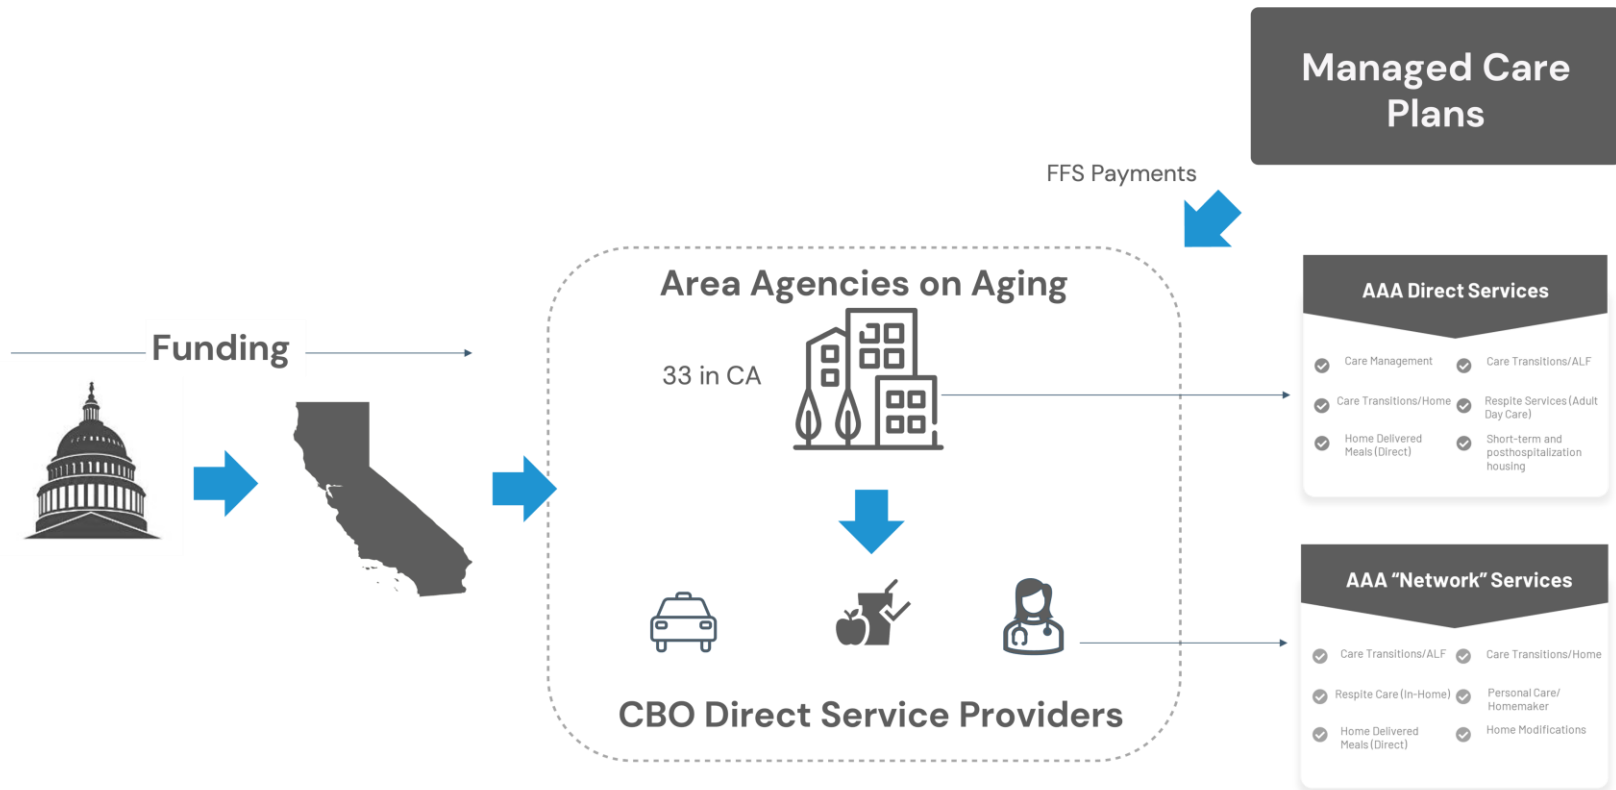 Managed Care
Plans
FFS Payments
Funding
Area Agencies on Aging
33 in CA
CBO Direct Service Providers
AAA Direct Services
Care Management
Care Transitions/ALF
Care Transitions/Home
Respite Services (Adult
Day Care)
Home Delivered
Meals (Direct)
Short-term and
posthospitalization
housing
AAA “Network” Services
Care Transitions/ALF
Care Transitions/Home
Respite Care (In-Home)
Personal Care/
Homemaker
Home Delivered
Meals (Direct)
Home Modifications